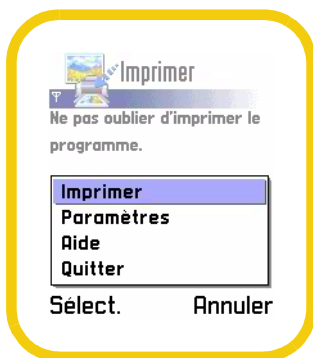 Imprimer
Ne pas oublier d'imprimer le
programme.
Imprimer
Paramètres
Aide
Quitter
Sélect. Annuler